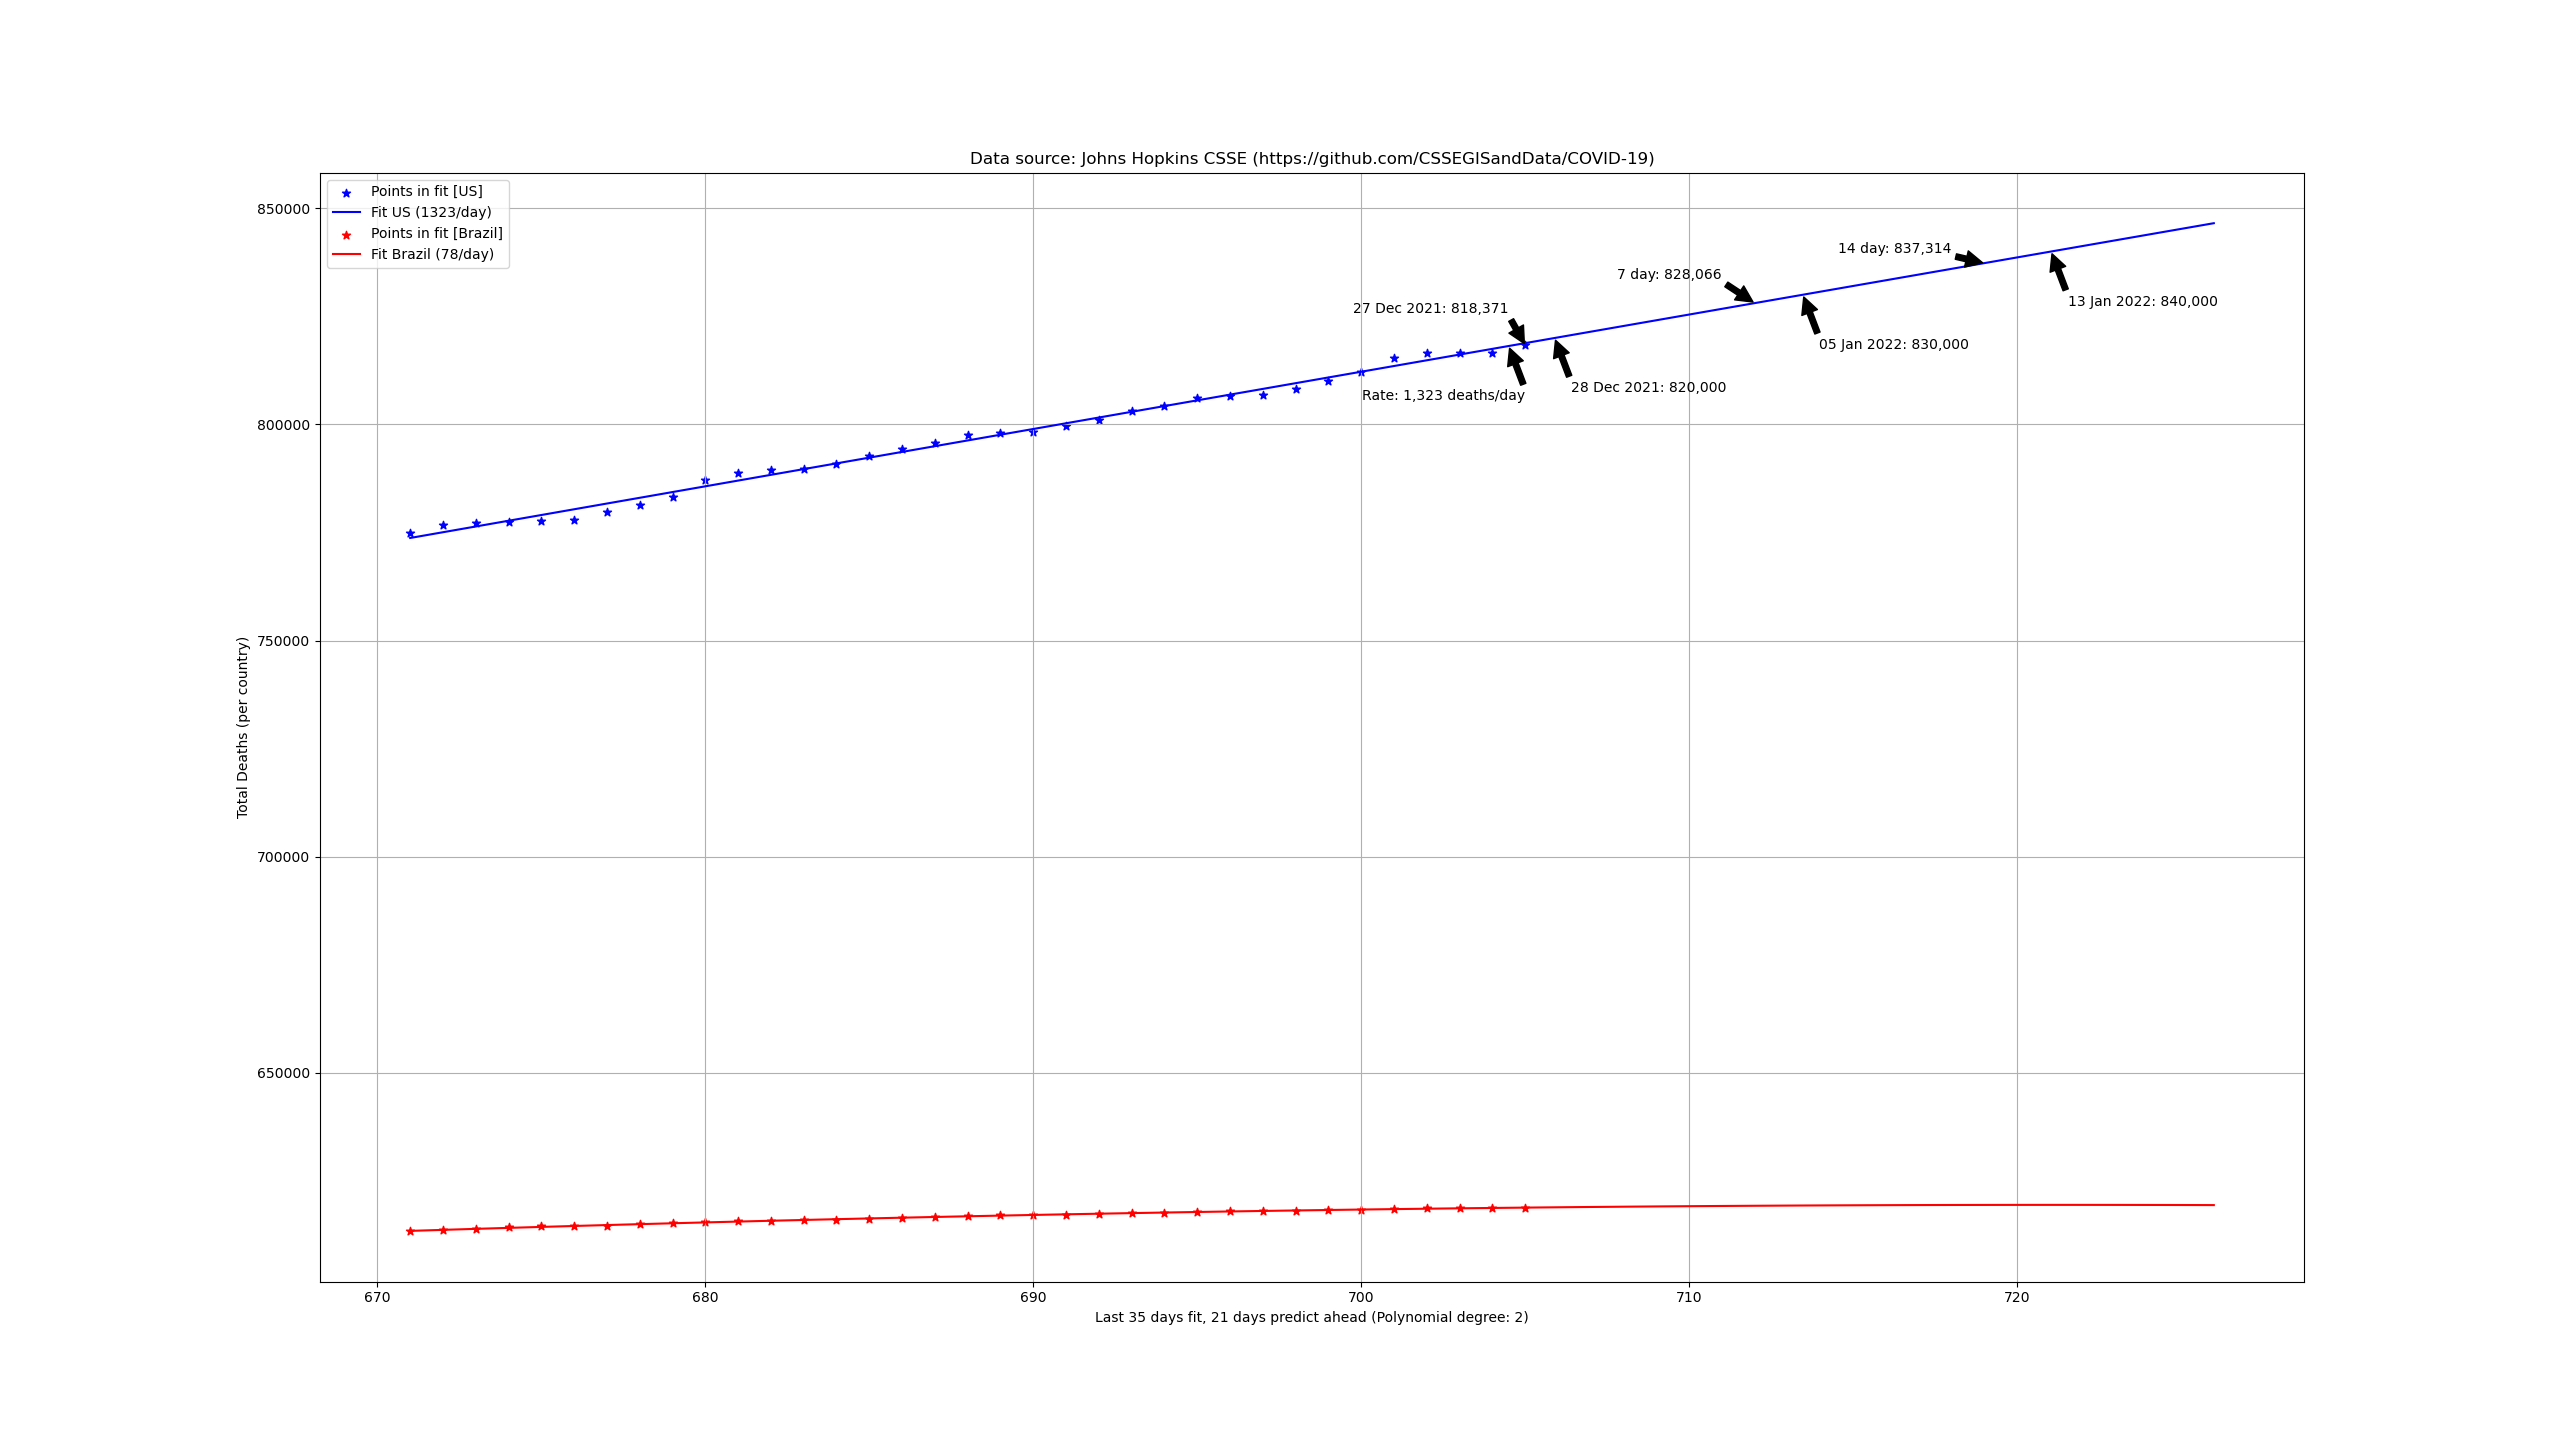 Data source: Johns Hopkins CSSE (https://github.com/CSSEGISandData/COVID-19)
Points in fit [US]
Fit US (1323/day)
Points in fit [Brazil]
Fit Brazil (78/day)
850000
800000
750000
700000
650000
Total Deaths (per country)
14 day: 837,314
7 day: 828,066
13 Jan 2022: 840,000
27 Dec 2021: 818,371
05 Jan 2022: 830,000
28 Dec 2021: 820,000
Rate: 1,323 deaths/day
670 680 690 700 710 720
Last 35 days fit, 21 days predict ahead (Polynomial degree: 2)